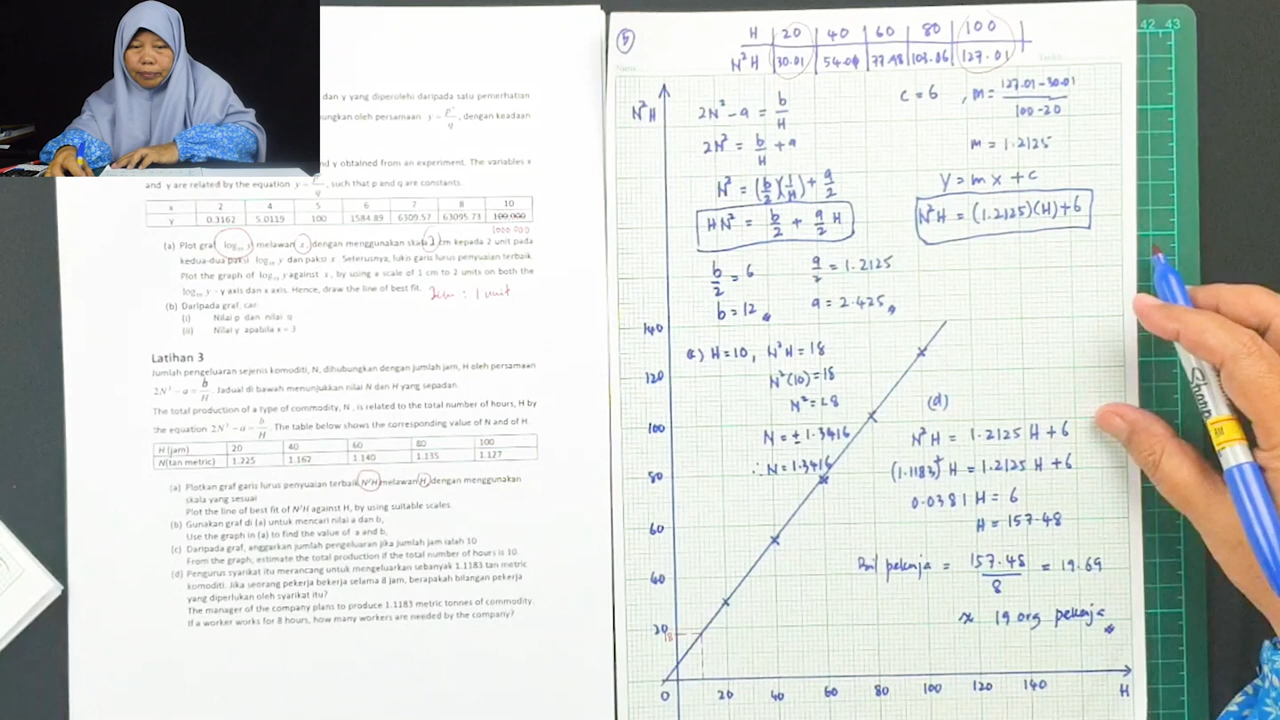 dan y yang diperolehi daripada satu pemerhatian
ungkan oleh persamaan y = p^x/q, dengan keadaan
d y obtained from an experiment. The variables x
and y are related by the equation y = p^x/q, such that p and q are constants.
x 2 4 5 6 7 8 10
y 0.3162 5.0119 100 1584.89 6309.57 63095.73 100.000
1000.000
(a) Plot graf log₁₀ y melawan x dengan menggunakan skala 2 cm kepada 2 unit pada
kedua-dua paksi log₁₀ y dan paksi x. Seterusnya, lukis garis lurus penyuaian terbaik.
Plot the graph of log₁₀ y against x, by using a scale of 1 cm to 2 units on both the
log₁₀ y - y axis dan x axis. Hence, draw the line of best fit. 2cm : 1 unit
(b) Daripada graf, cari
(i) Nilai p dan nilai q
(ii) Nilai y apabila x = 3
Latihan 3
Jumlah pengeluaran sejenis komoditi, N, dihubungkan dengan jumlah jam, H oleh persamaan
2N² − a = b/H. Jadual di bawah menunjukkan nilai N dan H yang sepadan.
The total production of a type of commodity, N, is related to the total number of hours, H by
the equation 2N² − a = b/H. The table below shows the corresponding value of N and of H.
H (jam) 20 40 60 80 100
N(tan metric) 1.225 1.162 1.140 1.135 1.127
(a) Plotkan graf garis lurus penyuaian terbaik N²H melawan H dengan menggunakan
skala yang sesuai
Plot the line of best fit of N²H against H, by using suitable scales.
(b) Gunakan graf di (a) untuk mencari nilai a dan b,
Use the graph in (a) to find the value of a and b,
(c) Daripada graf, anggarkan jumlah pengeluaran jika jumlah jam ialah 10
From the graph, estimate the total production if the total number of hours is 10.
(d) Pengurus syarikat itu merancang untuk mengeluarkan sebanyak 1.1183 tan metric
komoditi. Jika seorang pekerja bekerja selama 8 jam, berapakah bilangan pekerja
yang diperlukan oleh syarikat itu?
The manager of the company plans to produce 1.1183 metric tonnes of commodity.
If a worker works for 8 hours, how many workers are needed by the company?
H 20 40 60 80 100
N²H 30.01 127.01
N²H
2N² − a = b/H
2N² = b/H + a
N² = (b/2)(1/H) + a/2
HN² = b/2 + a/2 H
b/2 = 6
a/2 = 1.2125
b = 12
a = 2.425
c = 6 , m = 127.01 − 30.01 / 100 − 20
m = 1.2125
y = mx + c
N²H = (1.2125)(H) + 6
H = 10, N²H = 18
N²(10) = 18
N² = 1.8
N = ± 1.3416
∴ N = 1.3416
(d)
N²H = 1.2125 H + 6
(1.1183)² H = 1.2125 H + 6
0.0381 H = 6
H = 157.48
Bil pekerja = 157.48 / 8 = 19.69
≈ 19 org pekerja
140
120
100
80
60
40
20
18
0 20 40 60 80 100 120 140 H
42 43
Sharpie